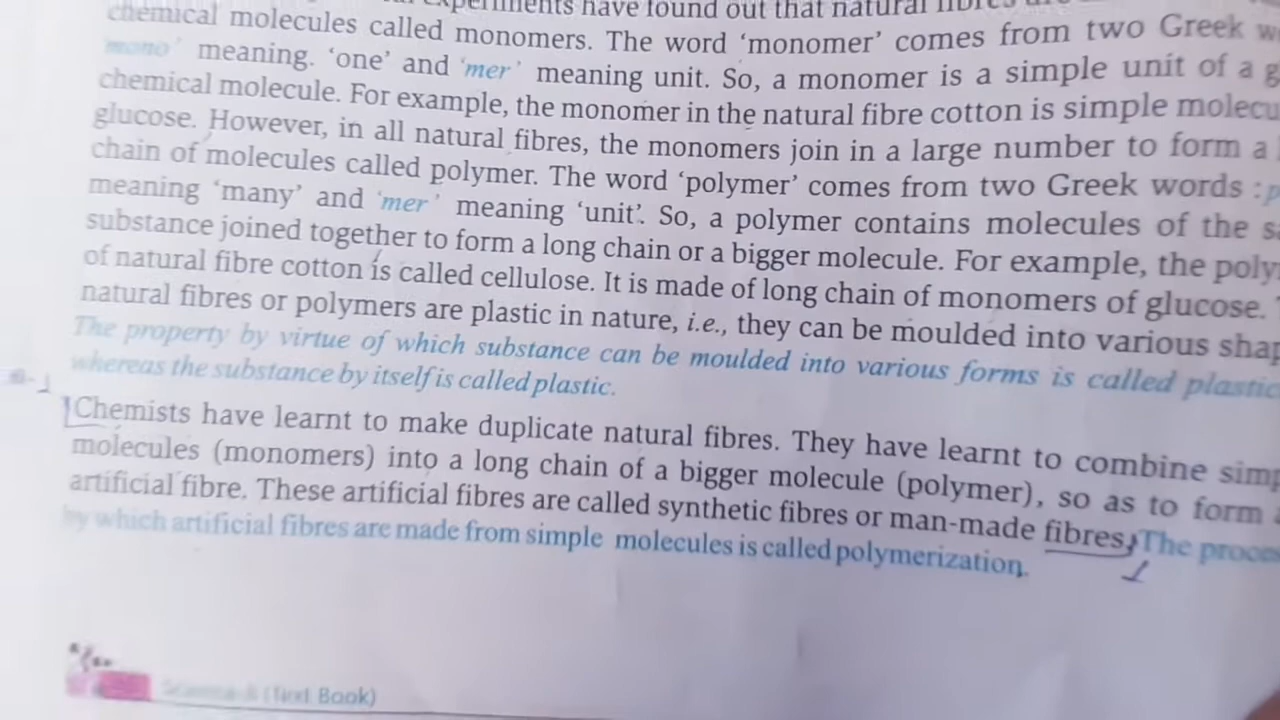 experiments have found out that natural
chemical molecules called monomers. The word ‘monomer’ comes from two Greek
mono’ meaning. ‘one’ and ‘mer’ meaning unit. So, a monomer is a simple unit of a
chemical molecule. For example, the monomer in the natural fibre cotton is simple
glucose. However, in all natural fibres, the monomers join in a large number to form a
chain of molecules called polymer. The word ‘polymer’ comes from two Greek words :
meaning ‘many’ and ‘mer’ meaning ‘unit’. So, a polymer contains molecules of the
substance joined together to form a long chain or a bigger molecule. For example, the
of natural fibre cotton is called cellulose. It is made of long chain of monomers of glucose.
natural fibres or polymers are plastic in nature, i.e., they can be moulded into various
The property by virtue of which substance can be moulded into various forms is called
whereas the substance by itself is called plastic.
Chemists have learnt to make duplicate natural fibres. They have learnt to combine
molecules (monomers) into a long chain of a bigger molecule (polymer), so as to form
artificial fibre. These artificial fibres are called synthetic fibres or man-made fibres. The
by which artificial fibres are made from simple molecules is called polymerization.
(Text Book)